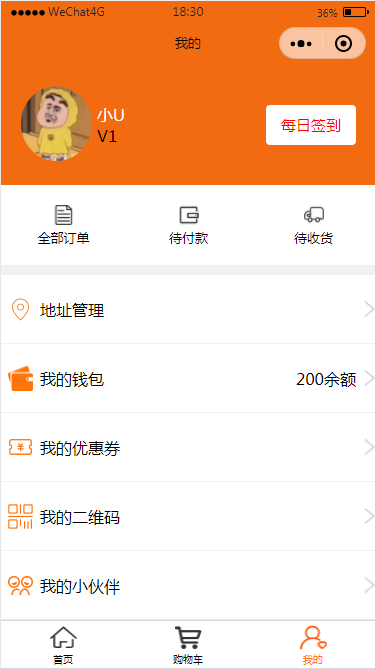 WeChat4G 18:30 36%
我的
小U
V1
每日签到
全部订单 待付款 待收货
地址管理
我的钱包 200余额
我的优惠券
我的二维码
我的小伙伴
首页 购物车 我的